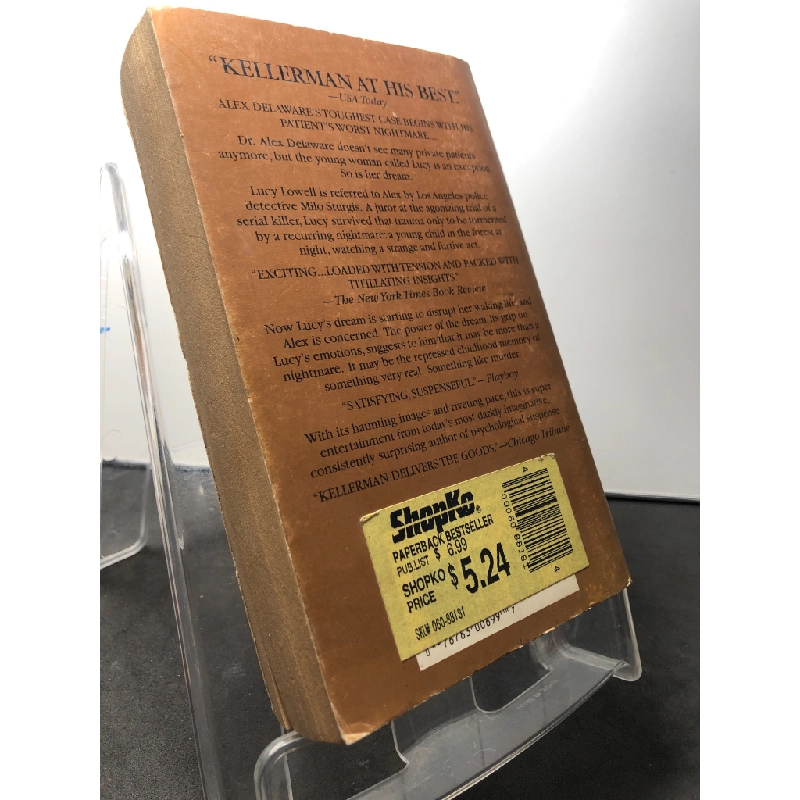 "KELLERMAN AT HIS BEST."
—USA Today
ALEX DELAWARE'S TOUGHEST CASE BEGINS WITH HIS
PATIENT'S WORST NIGHTMARE....
Dr. Alex Delaware doesn't see many private patients
anymore, but the young woman called Lucy is an exception.
So is her dream.
Lucy Lowell is referred to Alex by Los Angeles police
detective Milo Sturgis. A juror at the agonizing trial of a
serial killer, Lucy survived that trauma only to be tormented
by a recurring nightmare: a young child in the forest at
night, watching a strange and furtive act.
"EXCITING...LOADED WITH TENSION AND PACKED WITH
TITILLATING INSIGHTS."
—The New York Times Book Review
Now Lucy's dream is starting to disrupt her waking life, and
Alex is concerned. The power of the dream, its grip on
Lucy's emotions, suggests to him that it may be more than a
nightmare. It may be the repressed childhood memory of
something very real. Something like murder.
"SATISFYING, SUSPENSEFUL." —Playboy
With its haunting images and riveting pace, this is super
entertainment from today's most darkly imaginative,
consistently surprising author of psychological suspense.
"KELLERMAN DELIVERS THE GOODS." —Chicago Tribune
ShopKo®
PAPERBACK BESTSELLER
PUB.LIST $ 6.99
SHOPKO
PRICE $ 5.24